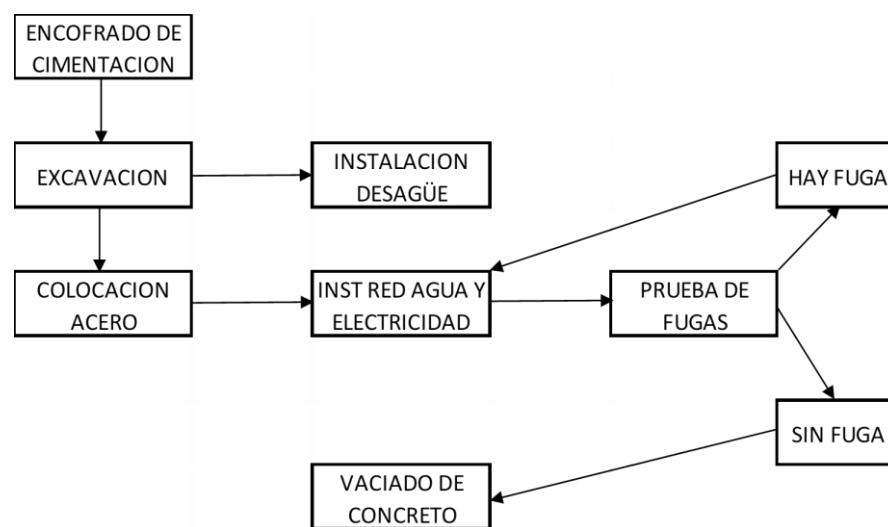 ENCOFRADO DE
CIMENTACION
EXCAVACION
INSTALACION
DESAGÜE
HAY FUGA
COLOCACION
ACERO
INST RED AGUA Y
ELECTRICIDAD
PRUEBA DE
FUGAS
SIN FUGA
VACIADO DE
CONCRETO